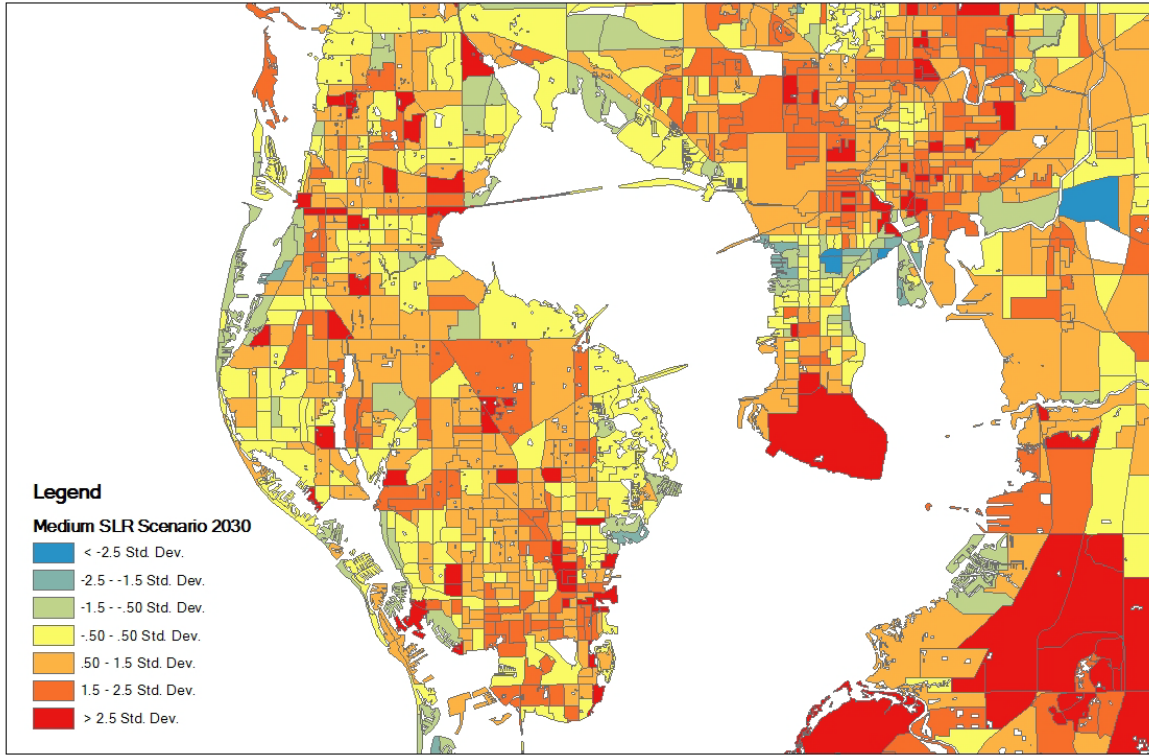 Legend
Medium SLR Scenario 2030
< -2.5 Std. Dev.
-2.5 - -1.5 Std. Dev.
-1.5 - -.50 Std. Dev.
-.50 - .50 Std. Dev.
.50 - 1.5 Std. Dev.
1.5 - 2.5 Std. Dev.
> 2.5 Std. Dev.